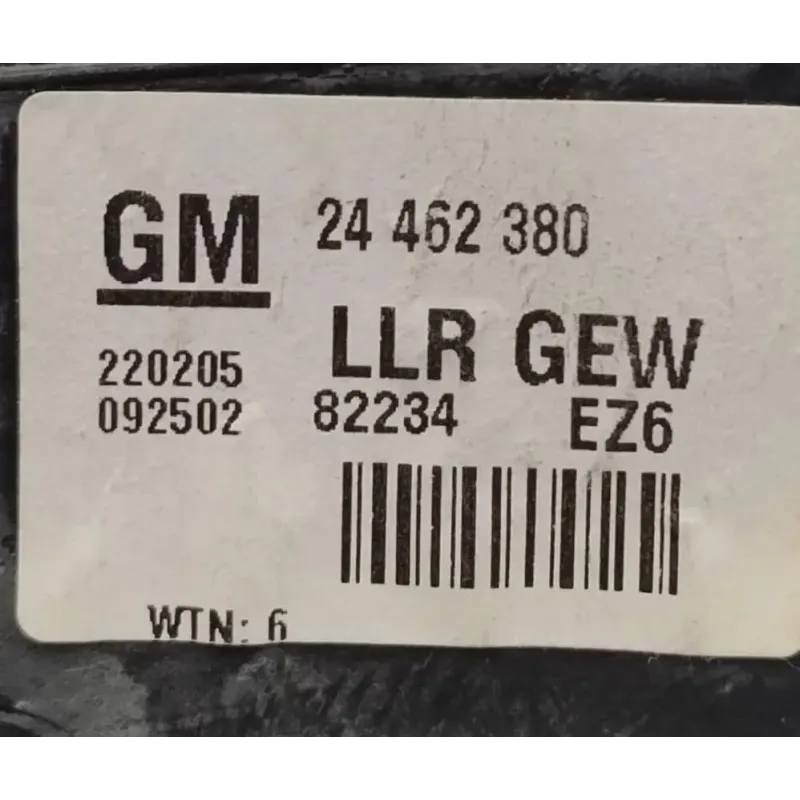 GM 24 462 380
LLR GEW
220205
092502 82234 EZ6
WTN: 6